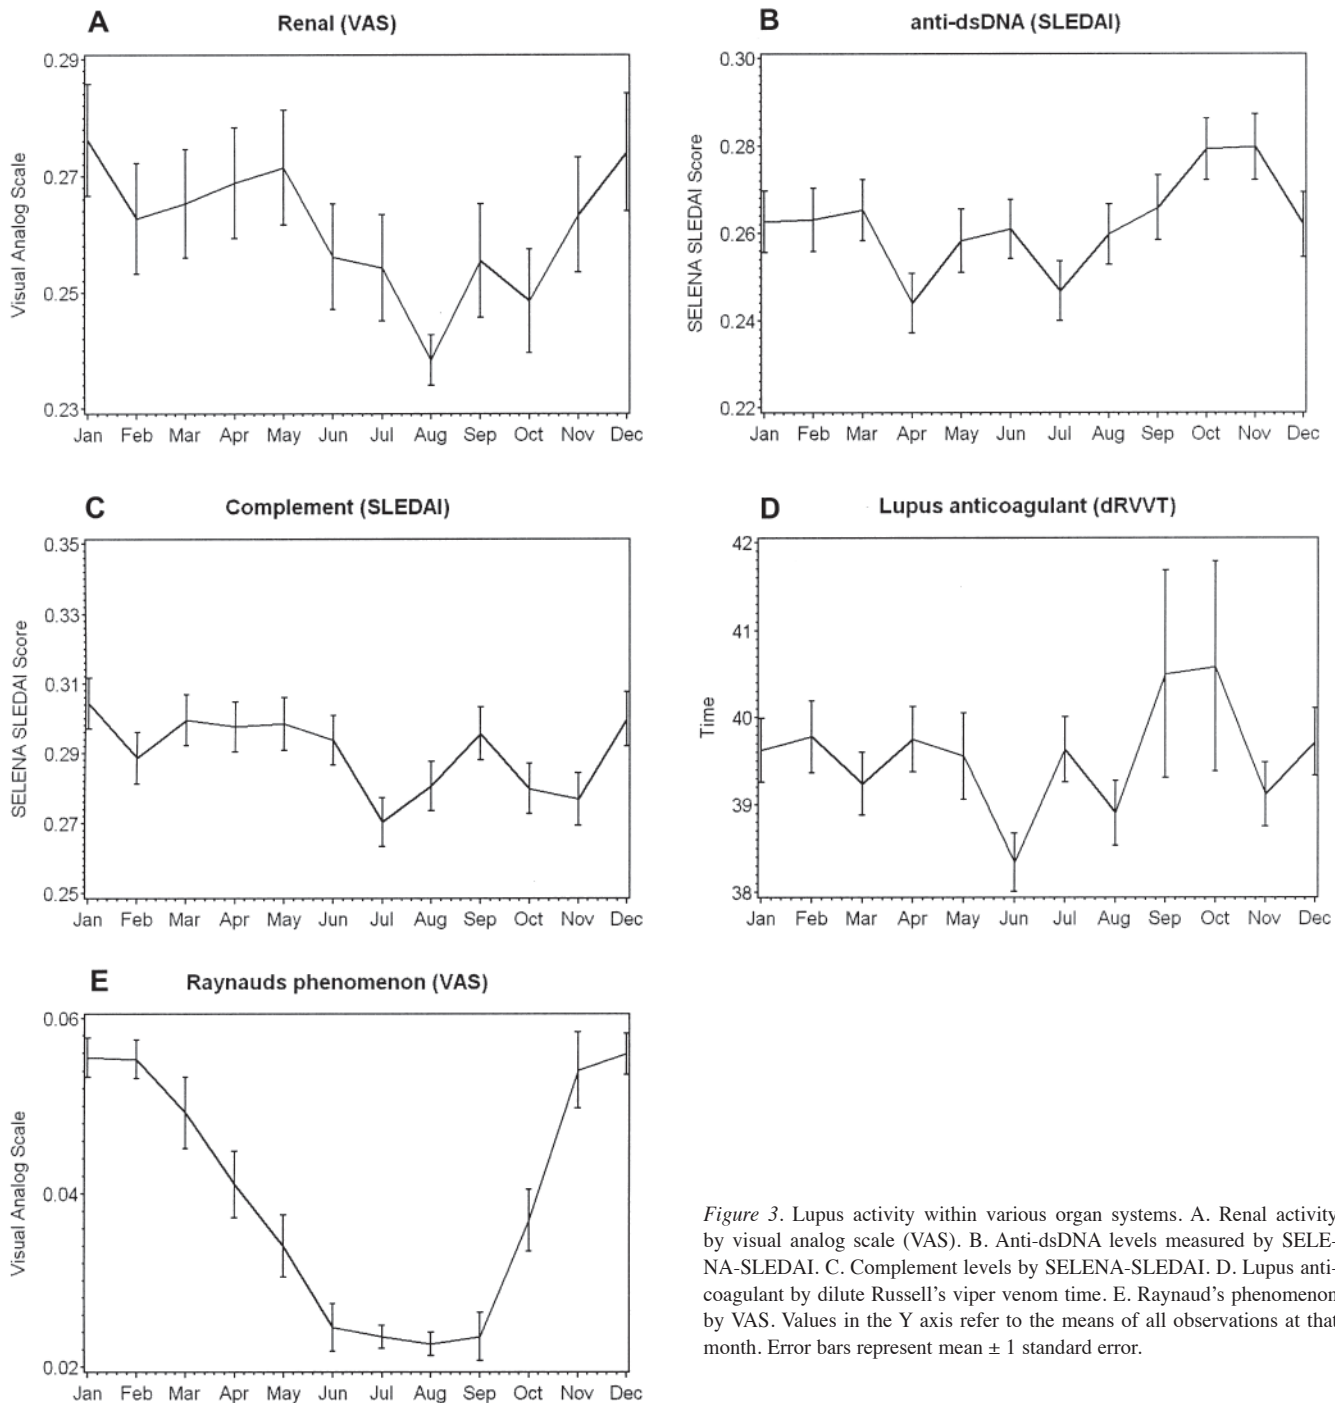 A
Renal (VAS)
Visual Analog Scale
0.29
0.27
0.25
0.23
Jan Feb Mar Apr May Jun Jul Aug Sep Oct Nov Dec
B
anti-dsDNA (SLEDAI)
SELENA SLEDAI Score
0.30
0.28
0.26
0.24
0.22
Jan Feb Mar Apr May Jun Jul Aug Sep Oct Nov Dec
C
Complement (SLEDAI)
SELENA SLEDAI Score
0.35
0.33
0.31
0.29
0.27
0.25
Jan Feb Mar Apr May Jun Jul Aug Sep Oct Nov Dec
D
Lupus anticoagulant (dRVVT)
Time
42
41
40
39
38
Jan Feb Mar Apr May Jun Jul Aug Sep Oct Nov Dec
E
Raynauds phenomenon (VAS)
Visual Analog Scale
0.06
0.04
0.02
Jan Feb Mar Apr May Jun Jul Aug Sep Oct Nov Dec
Figure 3. Lupus activity within various organ systems. A. Renal activity
by visual analog scale (VAS). B. Anti-dsDNA levels measured by SELE-
NA-SLEDAI. C. Complement levels by SELENA-SLEDAI. D. Lupus anti-
coagulant by dilute Russell's viper venom time. E. Raynaud's phenomenon
by VAS. Values in the Y axis refer to the means of all observations at that
month. Error bars represent mean ± 1 standard error.